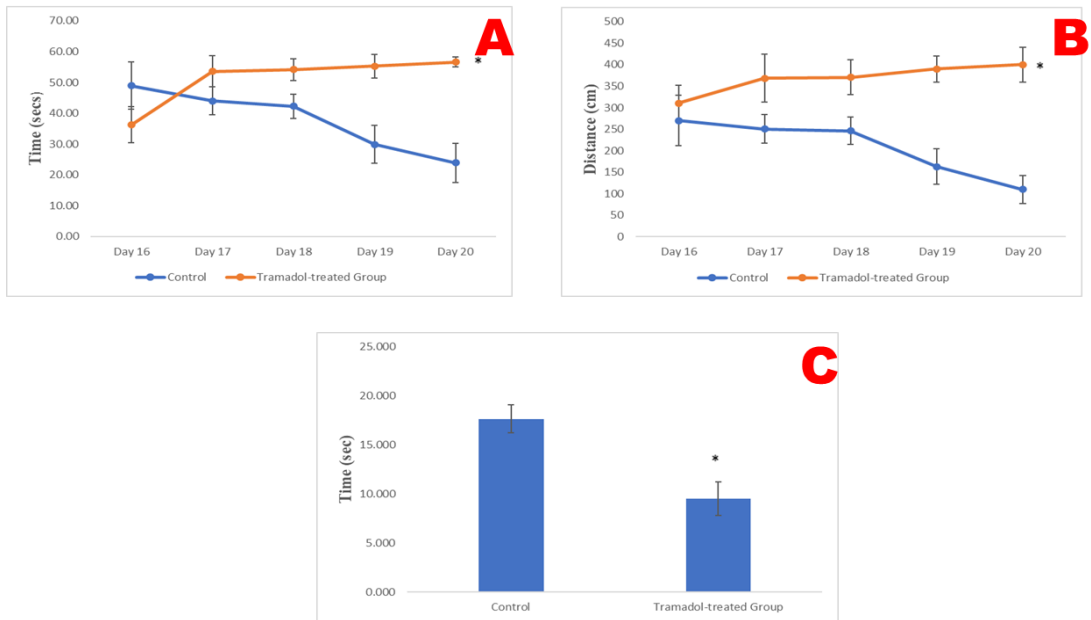 A
Time (secs)
70.00
60.00
50.00
40.00
30.00
20.00
10.00
0.00
*
Day 16 Day 17 Day 18 Day 19 Day 20
Control Tramadol-treated Group
B
Distance (cm)
500
450
400
350
300
250
200
150
100
50
0
*
Day 16 Day 17 Day 18 Day 19 Day 20
Control Tramadol-treated Group
C
Time (sec)
25.000
20.000
15.000
10.000
5.000
0.000
*
Control Tramadol-treated Group